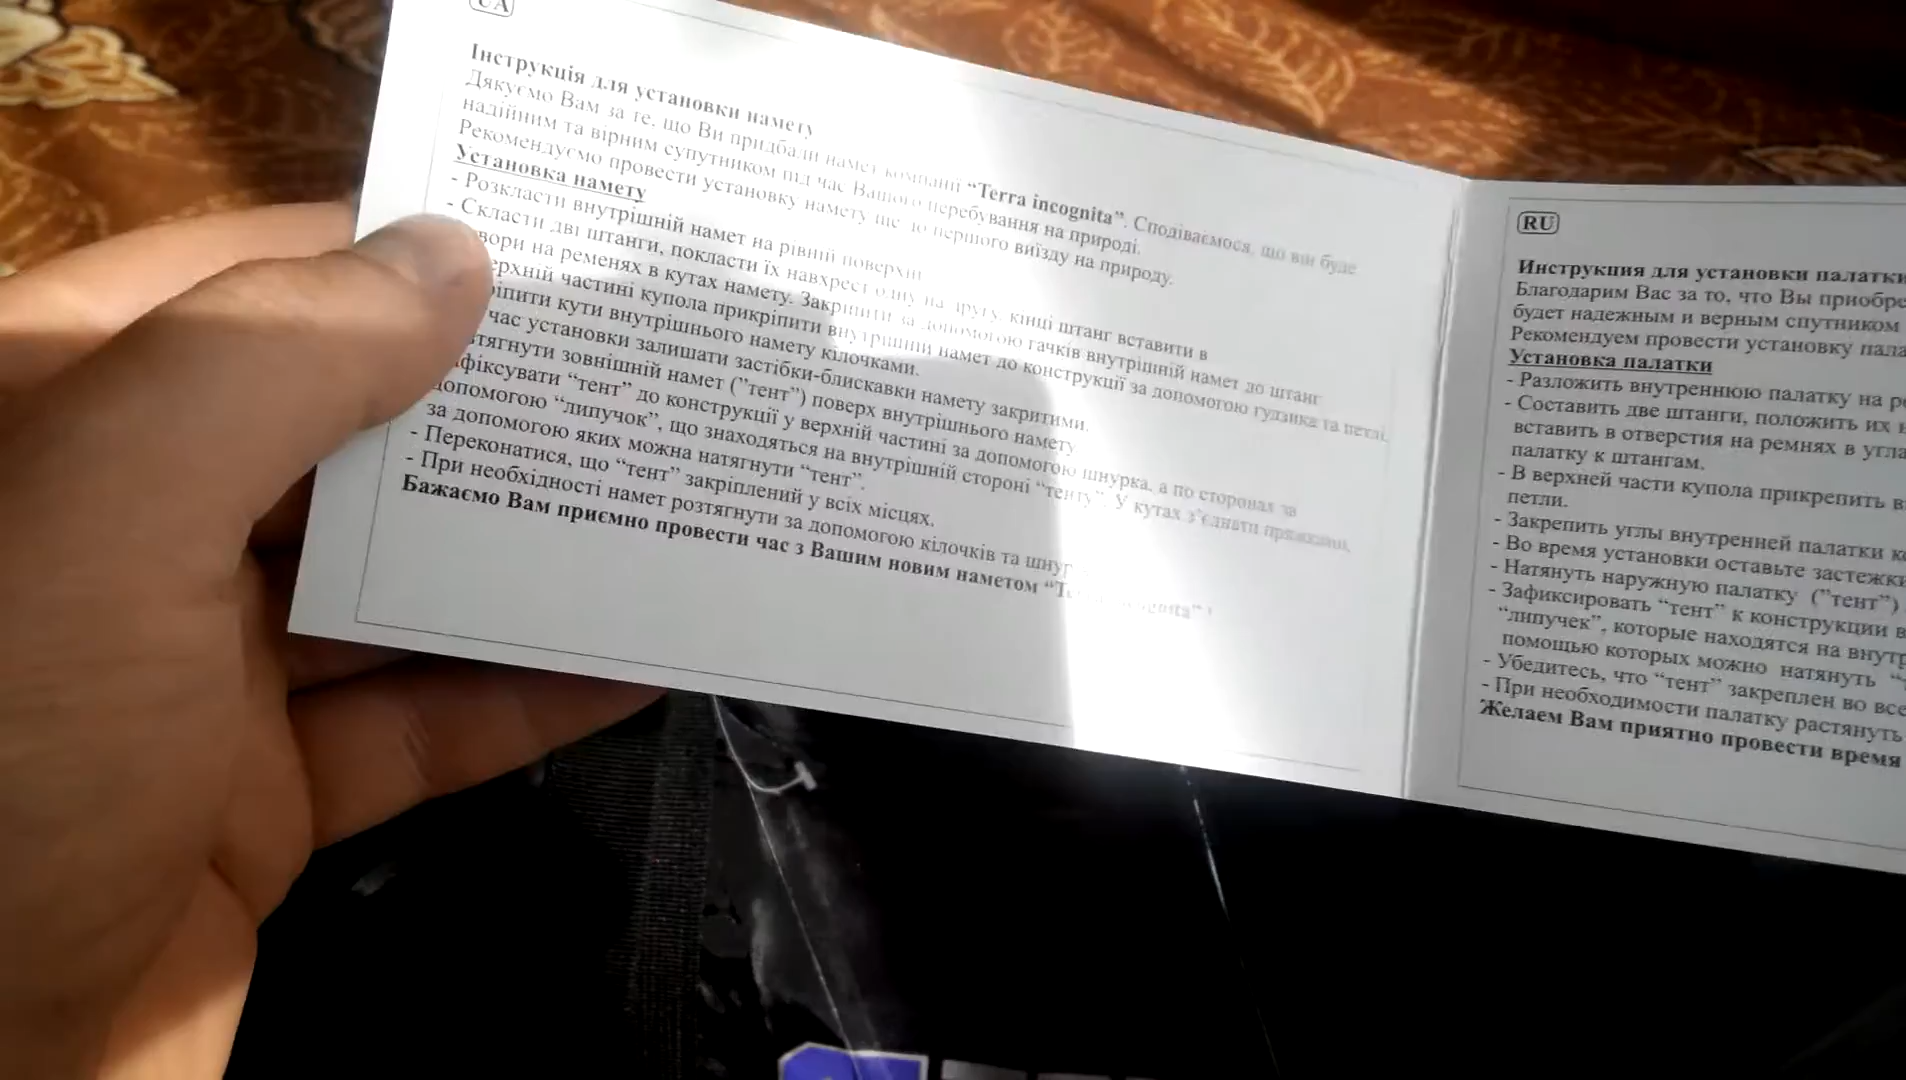 UA
Інструкція для установки намету
Дякуємо Вам за те, що Ви придбали намет компанії “Terra incognita”. Сподіваємося, що він буде
надійним та вірним супутником під час Вашого перебування на природі.
Рекомендуємо провести установку намету ще до першого виїзду на природу.
Установка намету
- Розкласти внутрішній намет на рівній поверхні
- Скласти дві штанги, покласти їх навхрест одну на другу, кінці штанг вставити в
вори на ременях в кутах намету. Закріпити за допомогою гачків внутрішній намет до штанг
ерхній частині купола прикріпити внутрішній намет до конструкції за допомогою гудзика та петлі.
ріпити кути внутрішнього намету кілочками.
час установки залишати застібки-блискавки намету закритими.
тягнути зовнішній намет (”тент”) поверх внутрішнього намету
фіксувати “тент” до конструкції у верхній частині за допомогою шнурка, а по сторонах за
допомогою “липучок”, що знаходяться на внутрішній стороні “тенту”. У кутах з’єднати пряжками,
за допомогою яких можна натягнути “тент”.
- Переконатися, що “тент” закріплений у всіх місцях.
- При необхідності намет розтягнути за допомогою кілочків та шнур
Бажаємо Вам приємно провести час з Вашим новим наметом
RU
Инструкция для установки палатки
Благодарим Вас за то, что Вы приобре
будет надежным и верным спутником
Рекомендуем провести установку пала
Установка палатки
- Разложить внутреннюю палатку на р
- Составить две штанги, положить их н
вставить в отверстия на ремнях в угла
палатку к штангам.
- В верхней части купола прикрепить в
петли.
- Закрепить углы внутренней палатки к
- Во время установки оставьте застежки
- Натянуть наружную палатку (”тент”)
- Зафиксировать “тент” к конструкции в
“липучек”, которые находятся на внутр
помощью которых можно натянуть “
- Убедитесь, что “тент” закреплен во все
- При необходимости палатку растянуть
Желаем Вам приятно провести время